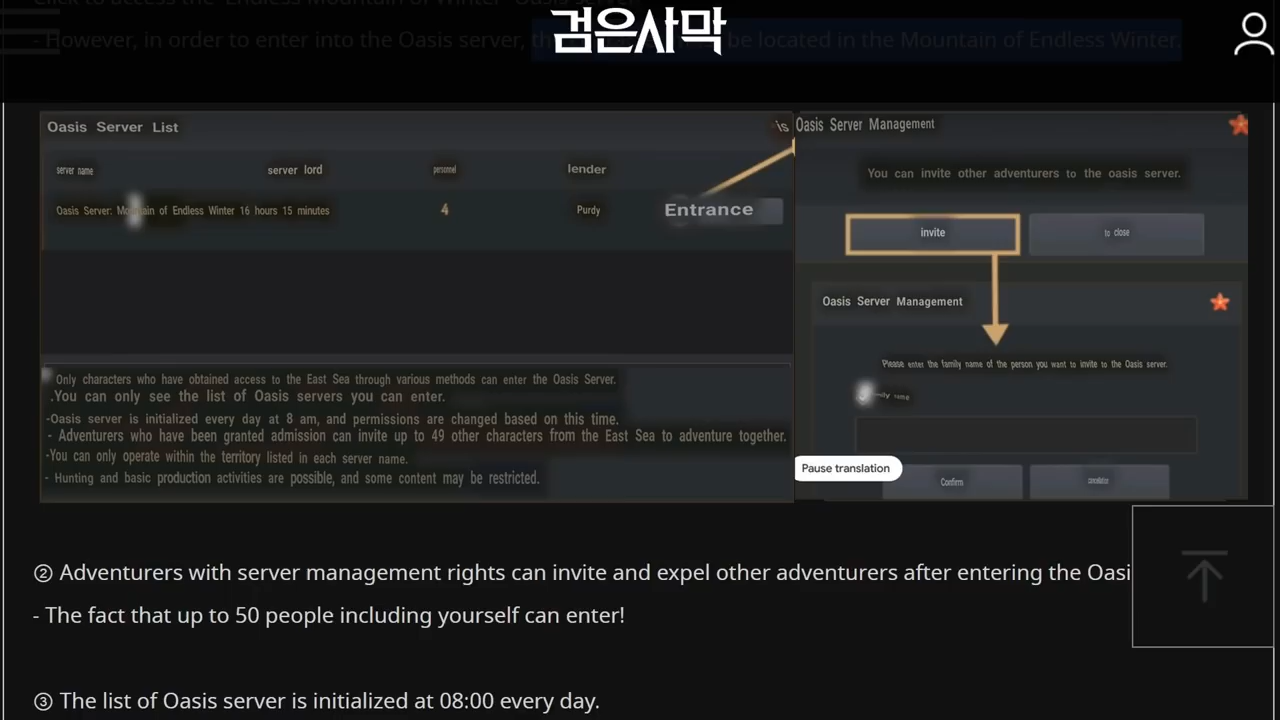 검은사막
- However, in order to enter into the Oasis server, be located in the Mountain of Endless Winter.
Oasis Server List
server name server lord personnel lender
Oasis Server: Mountain of Endless Winter 16 hours 15 minutes 4 Purdy Entrance
Only characters who have obtained access to the East Sea through various methods can enter the Oasis Server.
.You can only see the list of Oasis servers you can enter.
-Oasis server is initialized every day at 8 am, and permissions are changed based on this time.
- Adventurers who have been granted admission can invite up to 49 other characters from the East Sea to adventure together.
-You can only operate within the territory listed in each server name.
- Hunting and basic production activities are possible, and some content may be restricted.
Oasis Server Management
You can invite other adventurers to the oasis server.
invite to close
Oasis Server Management
Please enter the family name of the person you want to invite to the Oasis server.
name
Pause translation
Confirm cancellation
② Adventurers with server management rights can invite and expel other adventurers after entering the Oasi
- The fact that up to 50 people including yourself can enter!
③ The list of Oasis server is initialized at 08:00 every day.